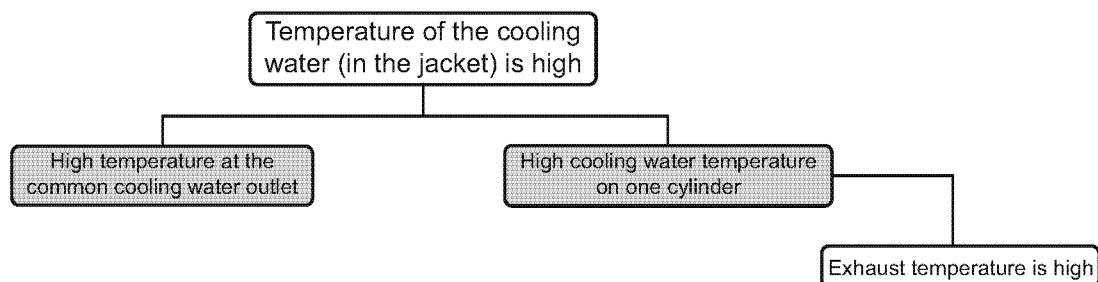 Temperature of the cooling
water (in the jacket) is high
High temperature at the
common cooling water outlet
High cooling water temperature
on one cylinder
Exhaust temperature is high